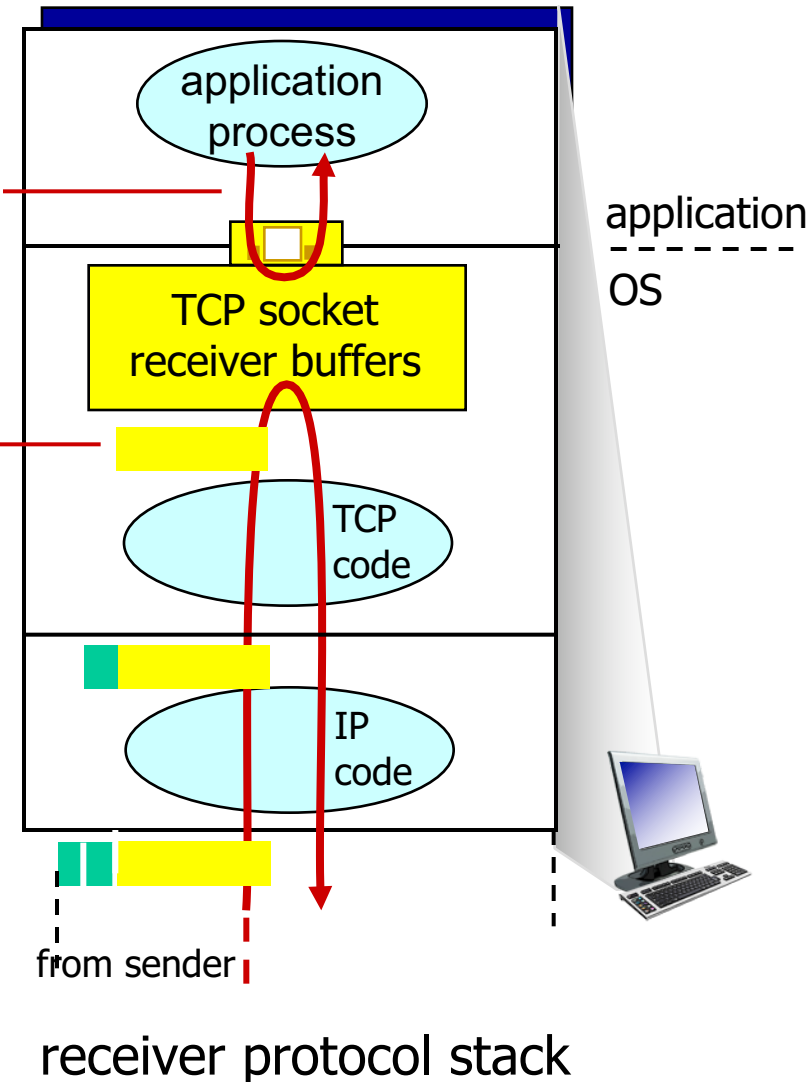 application
process
application
OS
TCP socket
receiver buffers
TCP
code
IP
code
from sender
receiver protocol stack